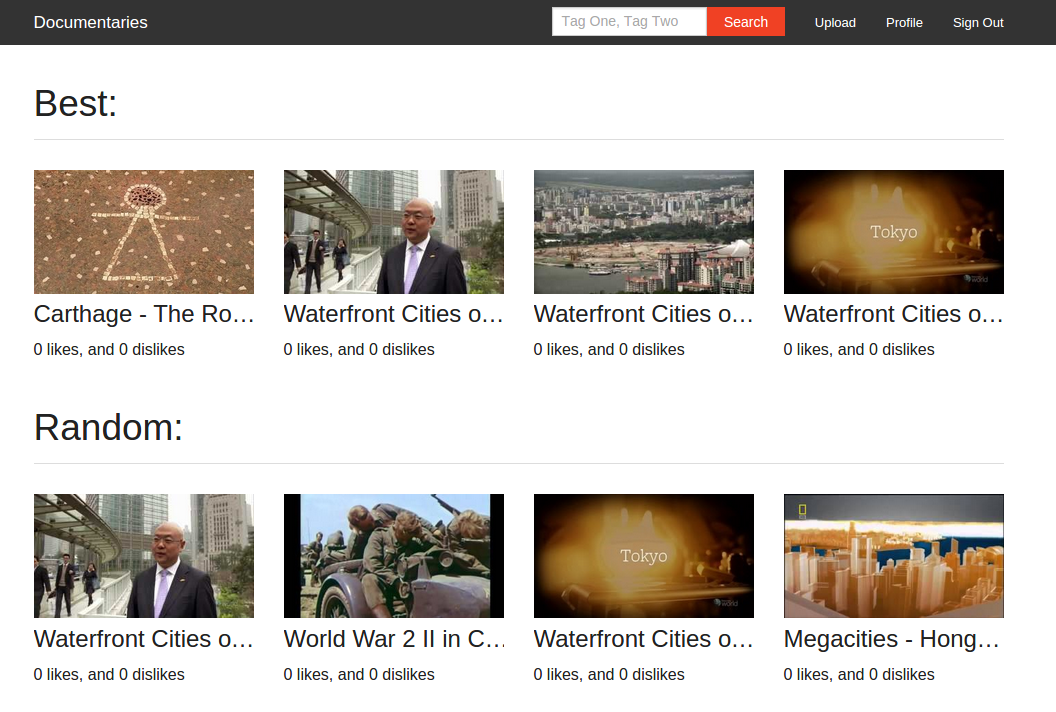 Documentaries
Tag One, Tag Two
Search
Upload
Profile
Sign Out
Best:
Tokyo
world
Carthage - The Ro…
Waterfront Cities o…
Waterfront Cities o…
Waterfront Cities o…
0 likes, and 0 dislikes
0 likes, and 0 dislikes
0 likes, and 0 dislikes
0 likes, and 0 dislikes
Random:
Tokyo
world
Waterfront Cities o…
World War 2 II in C…
Waterfront Cities o…
Megacities - Hong…
0 likes, and 0 dislikes
0 likes, and 0 dislikes
0 likes, and 0 dislikes
0 likes, and 0 dislikes